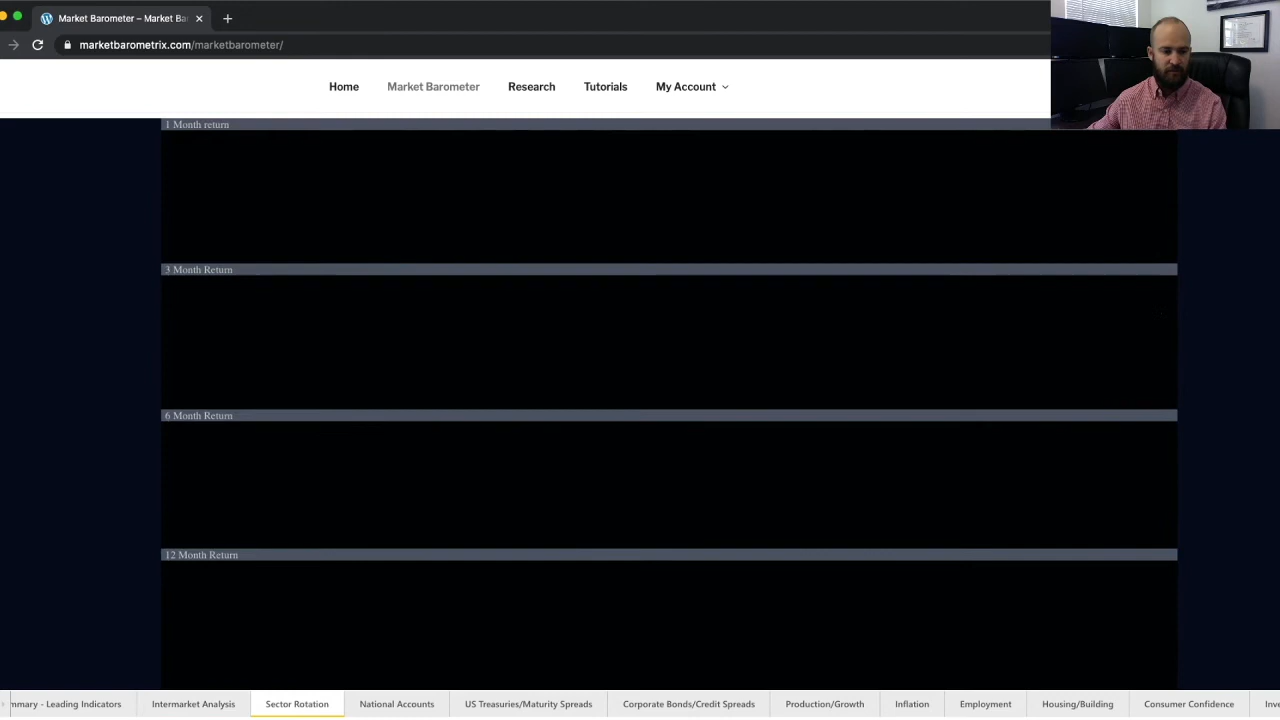 Market Barometer – Market Ba
marketbarometrix.com/marketbarometer/
Home Market Barometer Research Tutorials My Account
1 Month return
3 Month Return
6 Month Return
12 Month Return
mmary - Leading Indicators Intermarket Analysis Sector Rotation National Accounts US Treasuries/Maturity Spreads Corporate Bonds/Credit Spreads Production/Growth Inflation Employment Housing/Building Consumer Confidence Inve